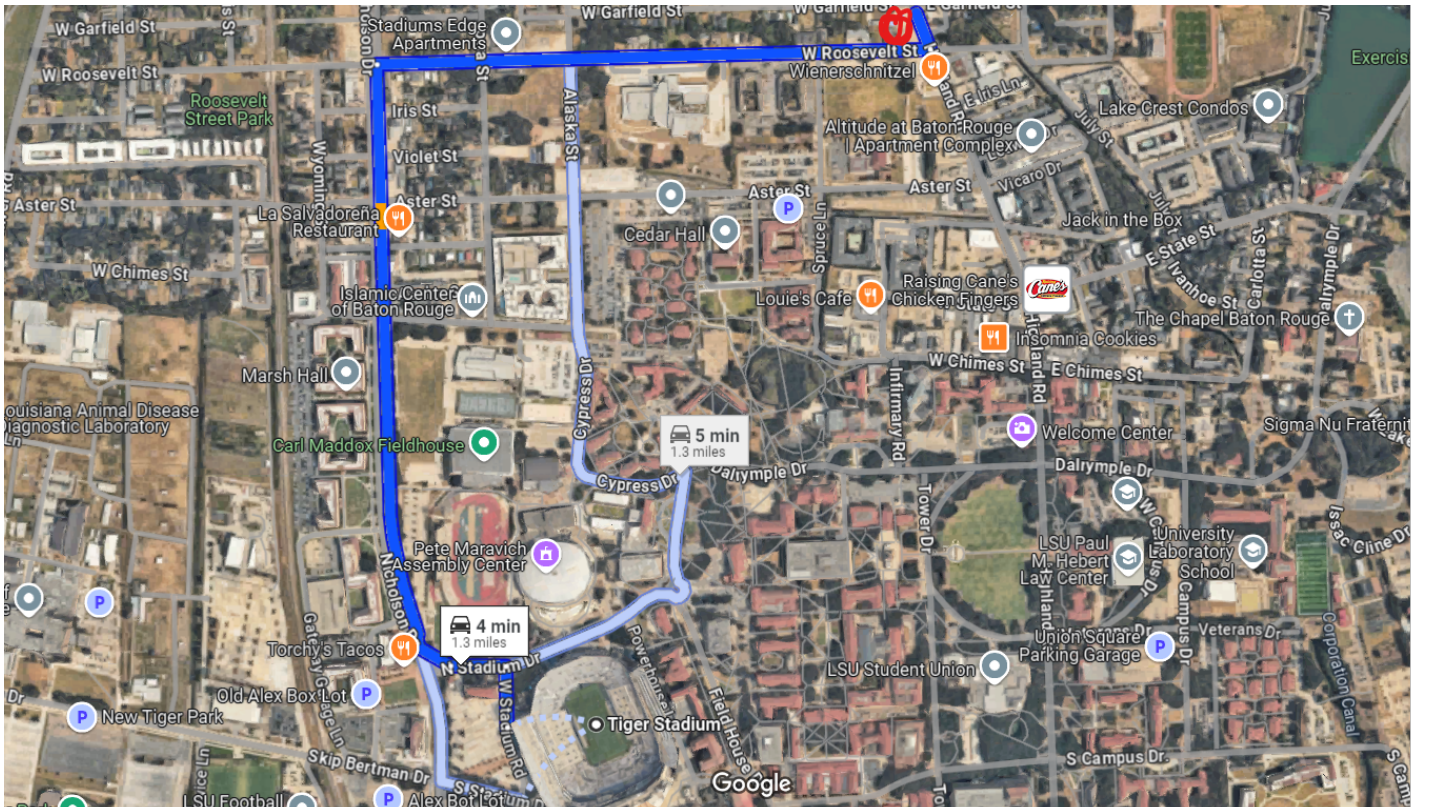 W Garfield St
W Garfield St
E Garfield St
W Garfield St
Stadiums Edge
Apartments
W Roosevelt St
W Roosevelt St
Wienerschnitzel
Exercis
Roosevelt
Street Park
Iris St
Alaska St
E Iris Ln
July St
Lake Crest Condos
Altitude at Baton Rouge
| Apartment Complex
Violet St
Wyoming
Vicaro Dr
Aster St
Aster St
Aster St
Aster St
P
La Salvadoreña
Restaurant
Cedar Hall
Spruce Ln
Jack in the Box
E State St
Carlotta St
Dalrymple Dr
W Chimes St
Islamic Center
of Baton Rouge
Louie's Cafe
Raising Cane's
Chicken Fingers
Cane's
Ivanhoe St
The Chapel Baton Rouge
Insomnia Cookies
Highland Rd
W Chimes St
E Chimes St
Marsh Hall
Cypress Dr
Infirmary Rd
ouisiana Animal Disease
Diagnostic Laboratory
Carl Maddox Fieldhouse
5 min
1.3 miles
Welcome Center
Sigma Nu Fraternit
Cypress Dr
Dalrymple Dr
Dalrymple Dr
Tower Dr
Issac Cline Dr
Pete Maravich
Assembly Center
LSU Paul
M. Hebert
Law Center
University
Laboratory
School
Nicholson D
P
4 min
1.3 miles
Torchy's Tacos
N Stadium Dr
Highland
Campus Dr
Veterans Dr
Union Square
Parking Garage
P
LSU Student Union
Corporation Canal
Old Alex Box Lot
P
W Stadium Rd
Powerhouse
Field House
Tiger Stadium
P
New Tiger Park
Skip Bertman Dr
S Stadium D
S Campus Dr
LSU Football
P
Alex Box Lot
Google